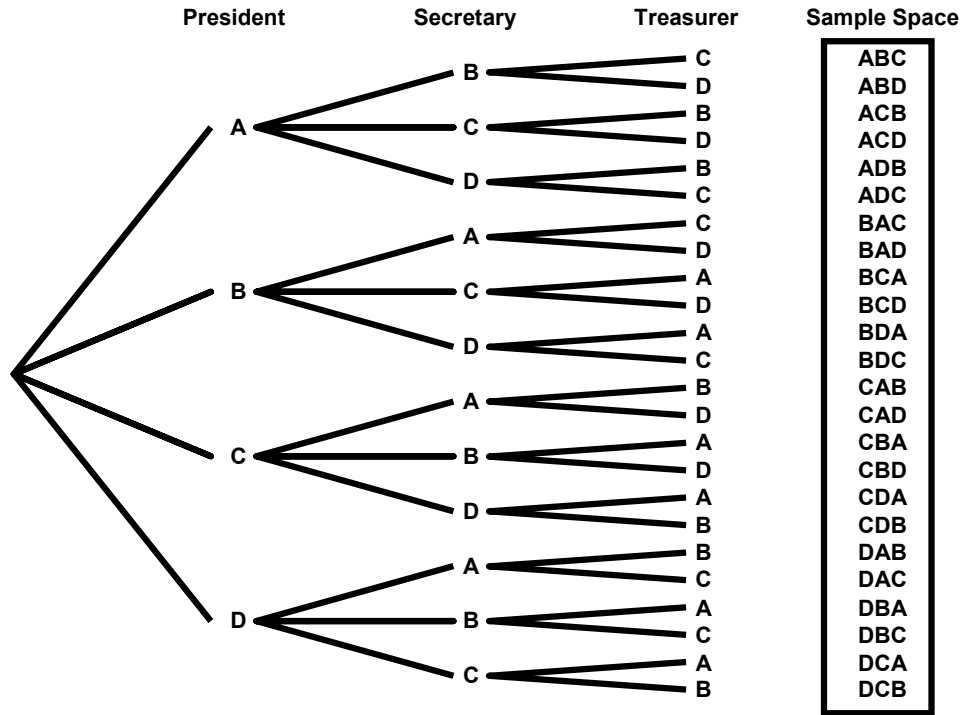 President Secretary Treasurer Sample Space
C ABC
B
D ABD
B ACB
A C
D ACD
B ADB
D
C ADC
C BAC
A
D BAD
A BCA
B C
D BCD
A BDA
D
C BDC
B CAB
A
D CAD
A CBA
C B
D CBD
A CDA
D
B CDB
B DAB
A
C DAC
A DBA
D B
C DBC
A DCA
C
B DCB